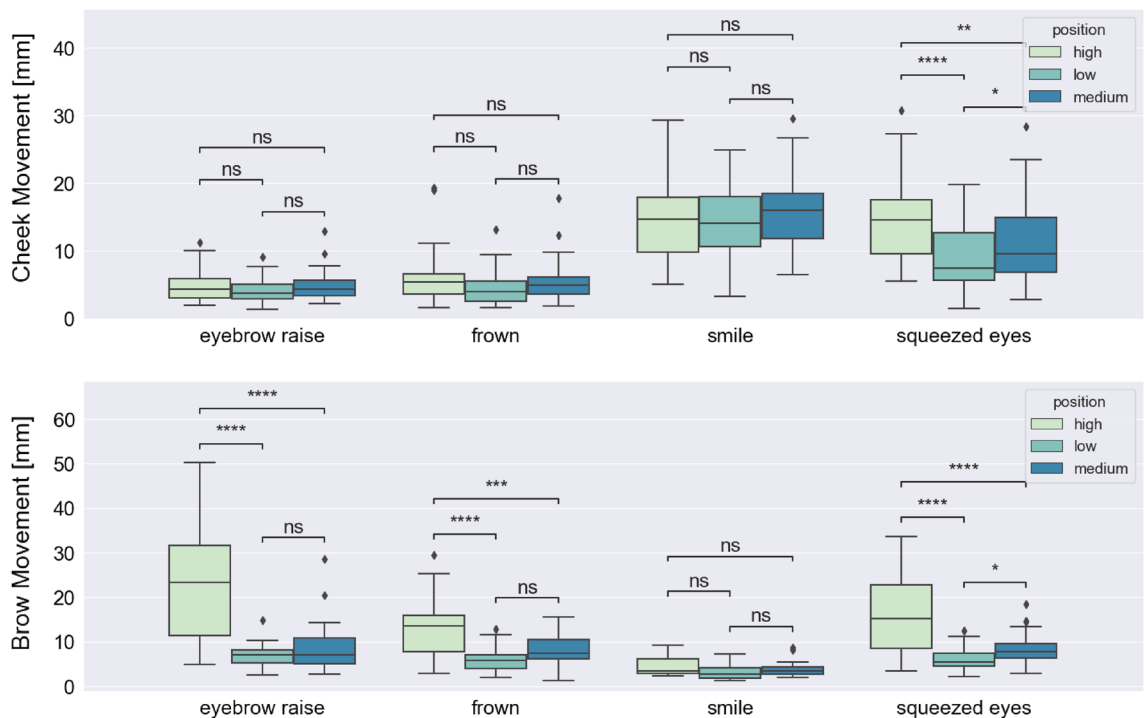 Cheek Movement [mm]
40
30
20
10
0
ns
ns
ns
ns
ns
ns
ns
ns
ns
**
****
*
position
high
low
medium
eyebrow raise
frown
smile
squeezed eyes
Brow Movement [mm]
60
50
40
30
20
10
0
****
****
ns
***
****
ns
ns
ns
ns
****
****
*
position
high
low
medium
eyebrow raise
frown
smile
squeezed eyes